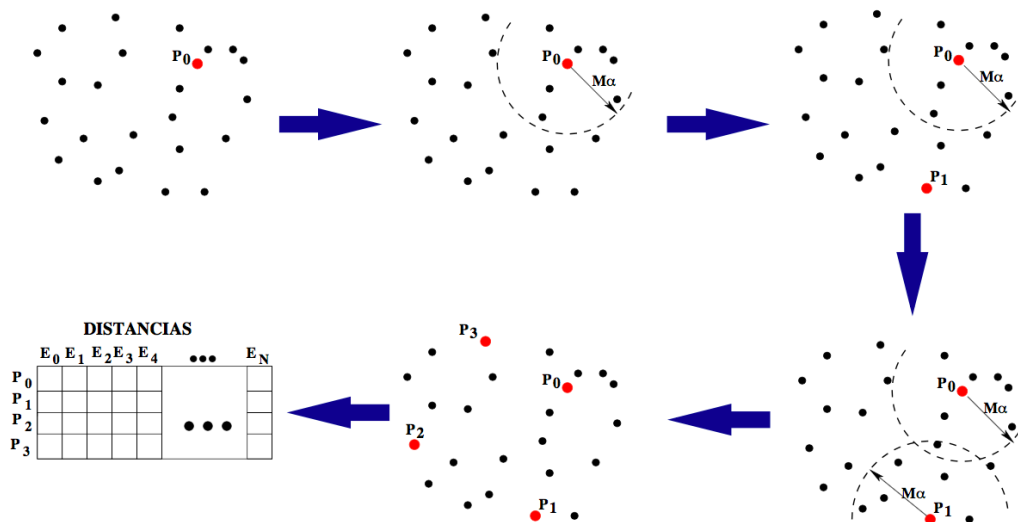 P0
P0
Mα
P0
Mα
P1
P0
Mα
Mα
P1
P3
P0
P2
P1
DISTANCIAS
E0 E1 E2 E3 E4 ••• EN
P0
P1
P2 • • •
P3